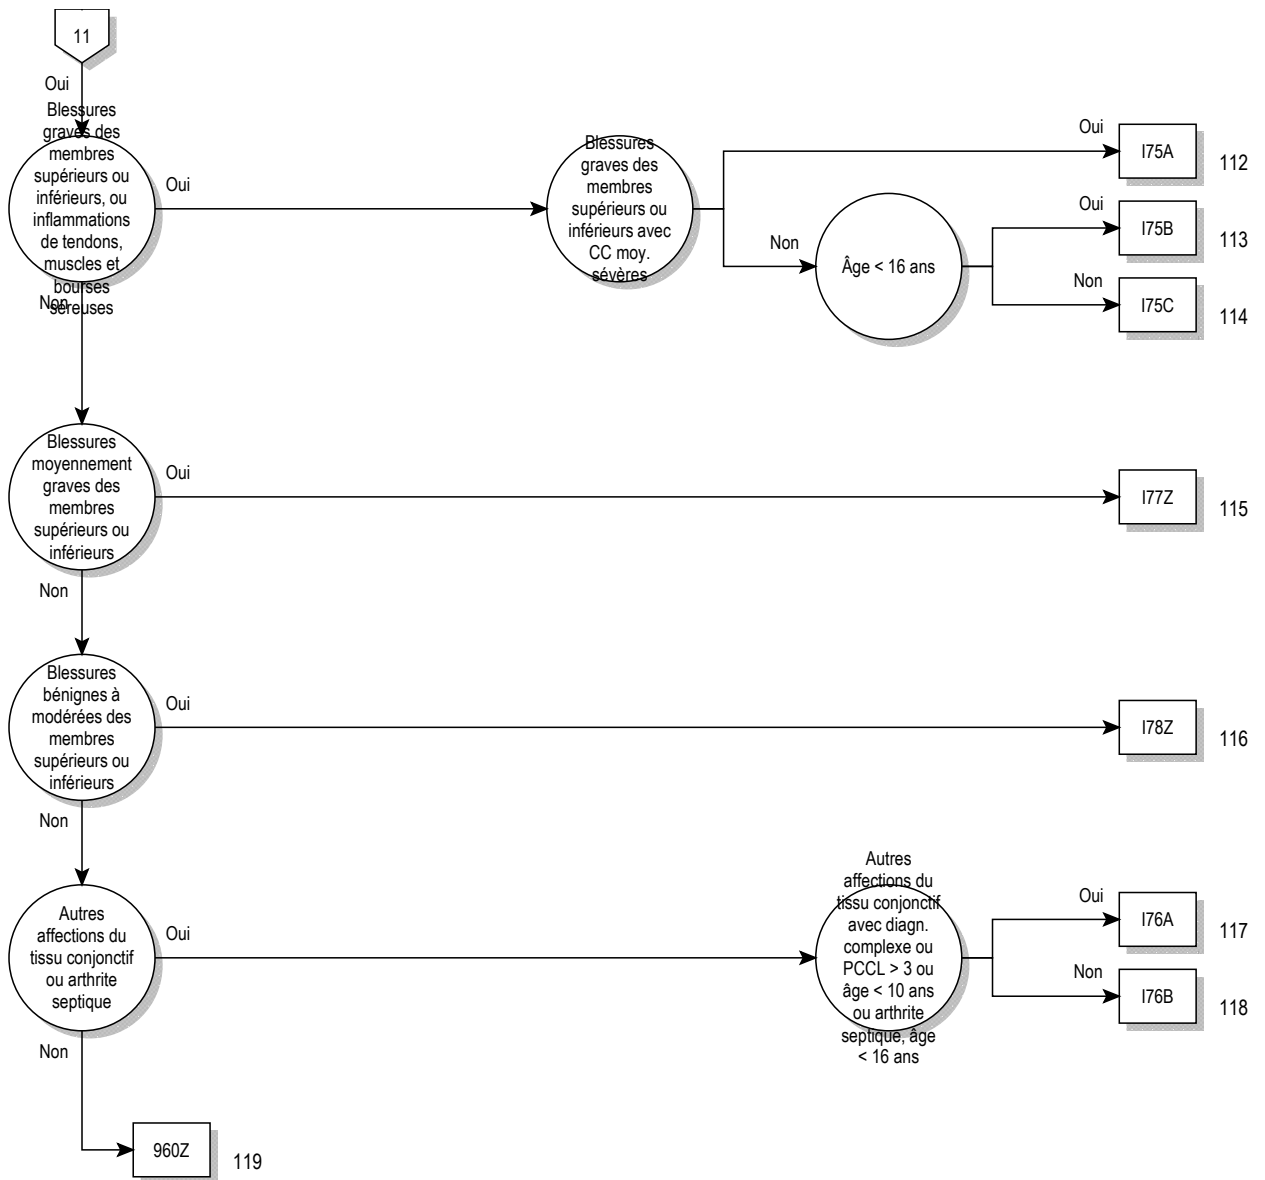 11
Oui
Blessures
graves des
membres
supérieurs ou
inférieurs, ou
inflammations
de tendons,
muscles et
bourses
séreuses
Oui
Non
Blessures
graves des
membres
supérieurs ou
inférieurs avec
CC moy.
sévères
Oui
I75A
112
Non
Âge < 16 ans
Oui
I75B
113
Non
I75C
114
Blessures
moyennement
graves des
membres
supérieurs ou
inférieurs
Oui
I77Z
115
Non
Blessures
bénignes à
modérées des
membres
supérieurs ou
inférieurs
Oui
I78Z
116
Non
Autres
affections du
tissu conjonctif
ou arthrite
septique
Oui
Autres
affections du
tissu conjonctif
avec diagn.
complexe ou
PCCL > 3 ou
âge < 10 ans
ou arthrite
septique, âge
< 16 ans
Oui
I76A
117
Non
I76B
118
Non
960Z
119